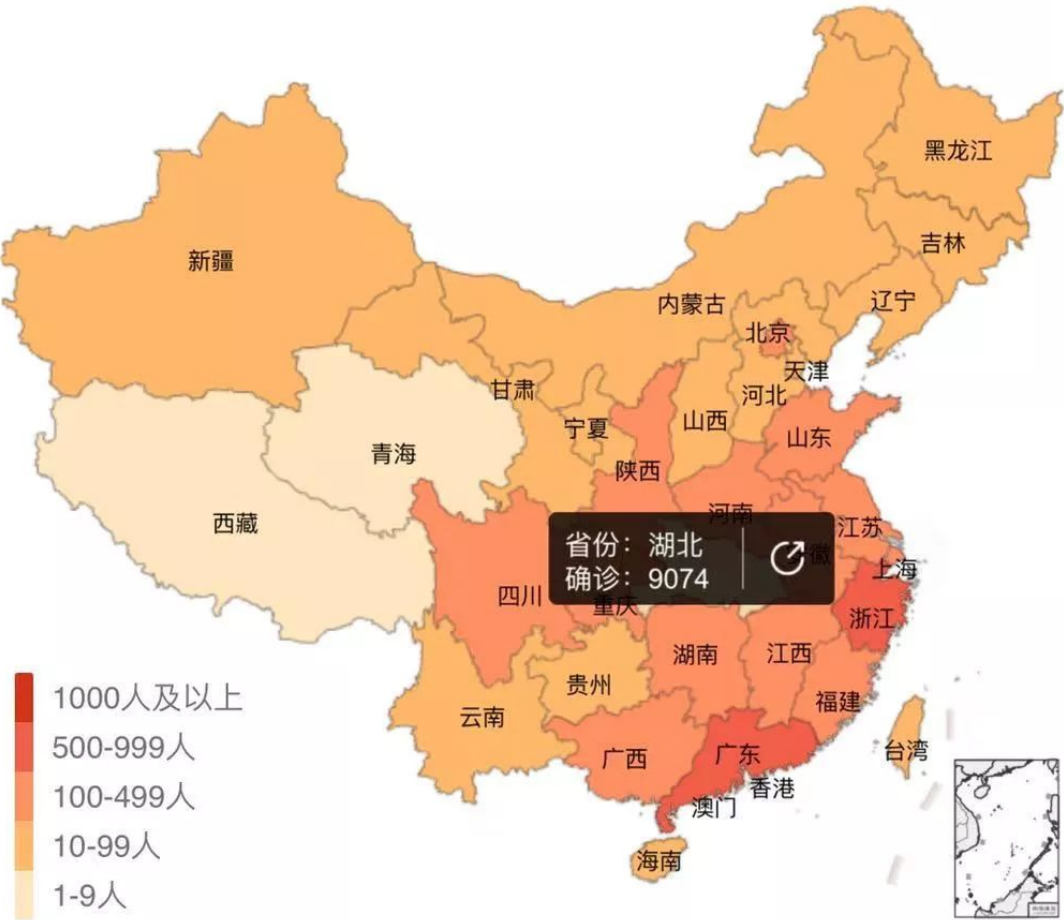 黑龙江
吉林
新疆
辽宁
内蒙古
北京
天津
甘肃
河北
山西
宁夏
山东
青海
陕西
河南
西藏
江苏
省份：湖北
确诊：9074
徽
上海
四川
重庆
浙江
湖南
江西
贵州
福建
云南
广西
广东
台湾
香港
澳门
海南
1000人及以上
500-999人
100-499人
10-99人
1-9人